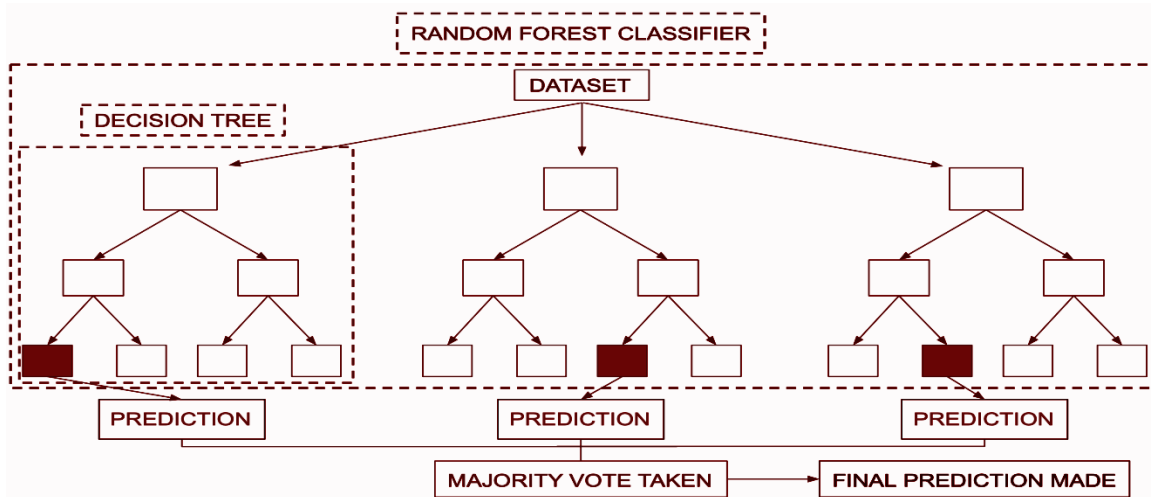 RANDOM FOREST CLASSIFIER
DATASET
DECISION TREE
PREDICTION
PREDICTION
PREDICTION
MAJORITY VOTE TAKEN
FINAL PREDICTION MADE